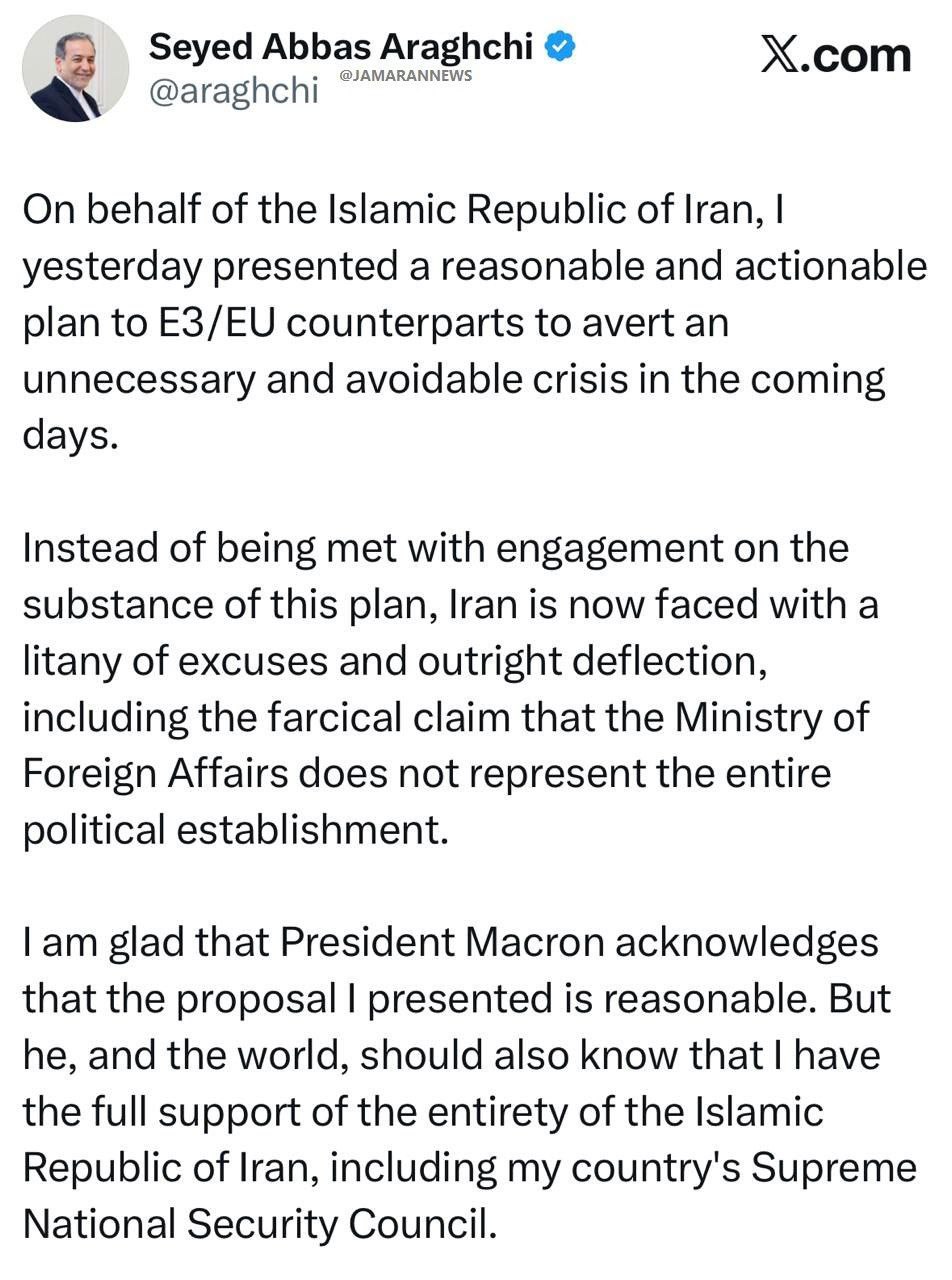 Seyed Abbas Araghchi
@araghchi
@JAMARANNEWS
X.com
On behalf of the Islamic Republic of Iran, I
yesterday presented a reasonable and actionable
plan to E3/EU counterparts to avert an
unnecessary and avoidable crisis in the coming
days.
Instead of being met with engagement on the
substance of this plan, Iran is now faced with a
litany of excuses and outright deflection,
including the farcical claim that the Ministry of
Foreign Affairs does not represent the entire
political establishment.
I am glad that President Macron acknowledges
that the proposal I presented is reasonable. But
he, and the world, should also know that I have
the full support of the entirety of the Islamic
Republic of Iran, including my country's Supreme
National Security Council.